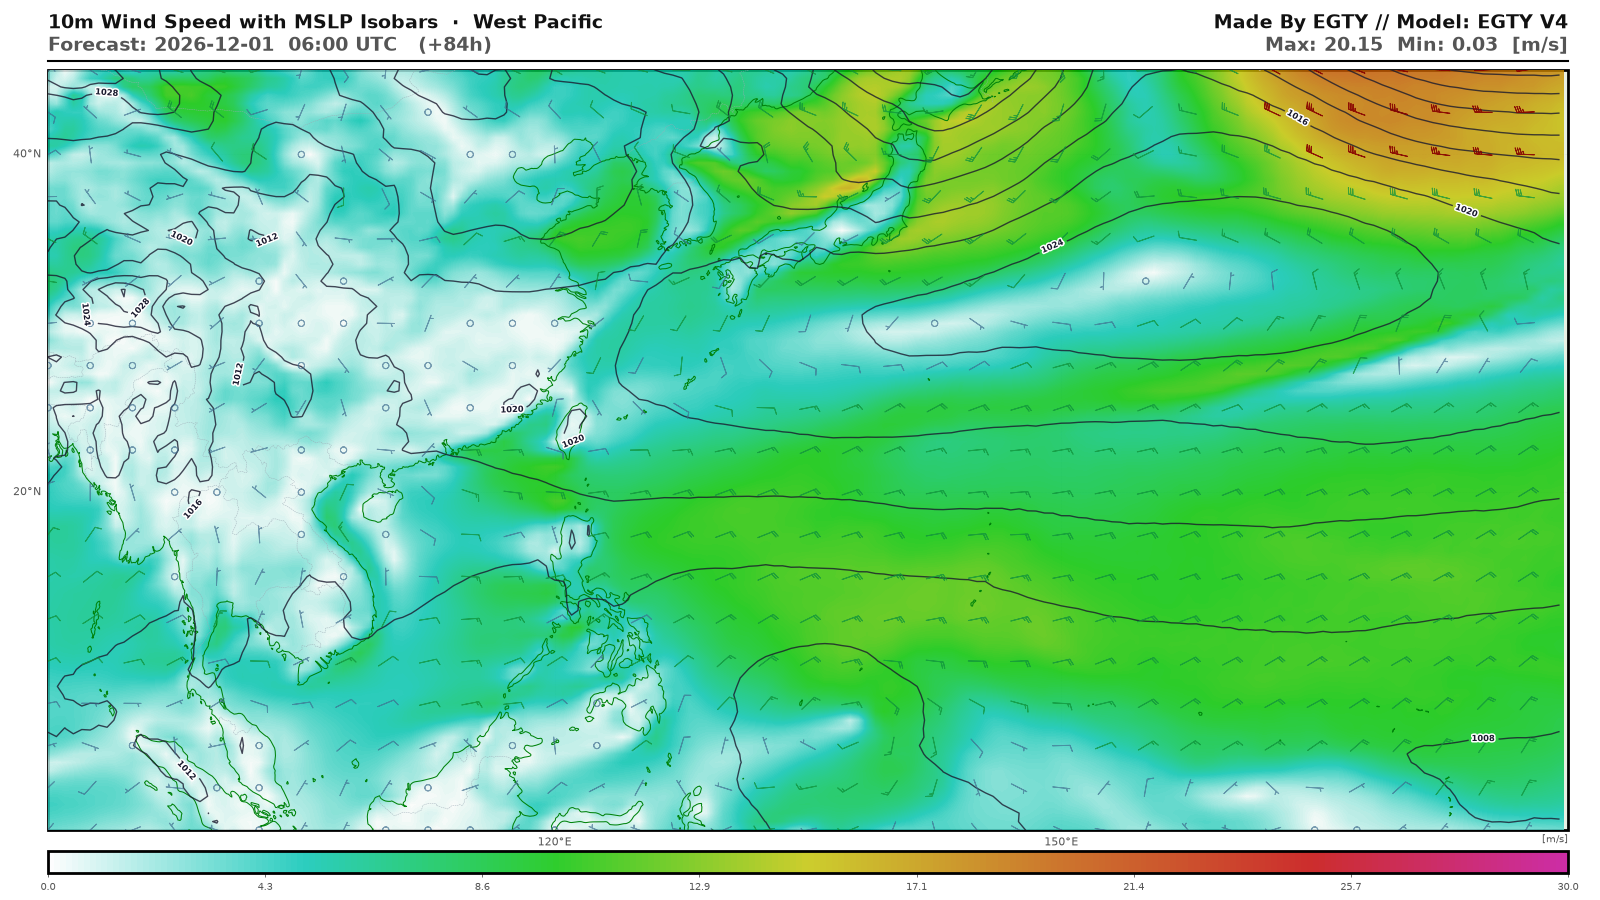 10m Wind Speed with MSLP Isobars · West Pacific
Made By EGTY // Model: EGTY V4
Forecast: 2026-12-01 06:00 UTC (+84h)
Max: 20.15 Min: 0.03 [m/s]
1028
1016
40°N
1020
1020
1012
1024
1028
1024
1012
1020
1020
20°N
1016
1008
1012
120°E
150°E
[m/s]
0.0
4.3
8.6
12.9
17.1
21.4
25.7
30.0